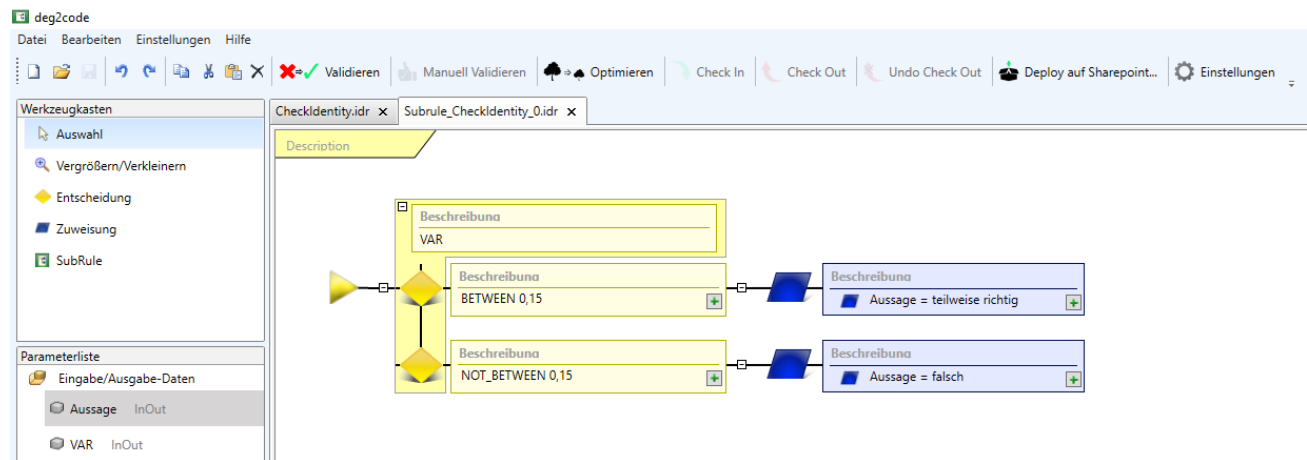 deg2code
Datei Bearbeiten Einstellungen Hilfe
Validieren Manuell Validieren Optimieren Check In Check Out Undo Check Out Deploy auf Sharepoint... Einstellungen
Werkzeugkasten
CheckIdentity.idr x Subrule_CheckIdentity_0.idr x
Auswahl
Description
Vergrößern/Verkleinern
Entscheidung
Zuweisung
SubRule
Beschreibung
VAR
Beschreibung
BETWEEN 0,15
Beschreibung
Aussage = teilweise richtig
Beschreibung
NOT_BETWEEN 0,15
Beschreibung
Aussage = falsch
Parameterliste
Eingabe/Ausgabe-Daten
Aussage InOut
VAR InOut